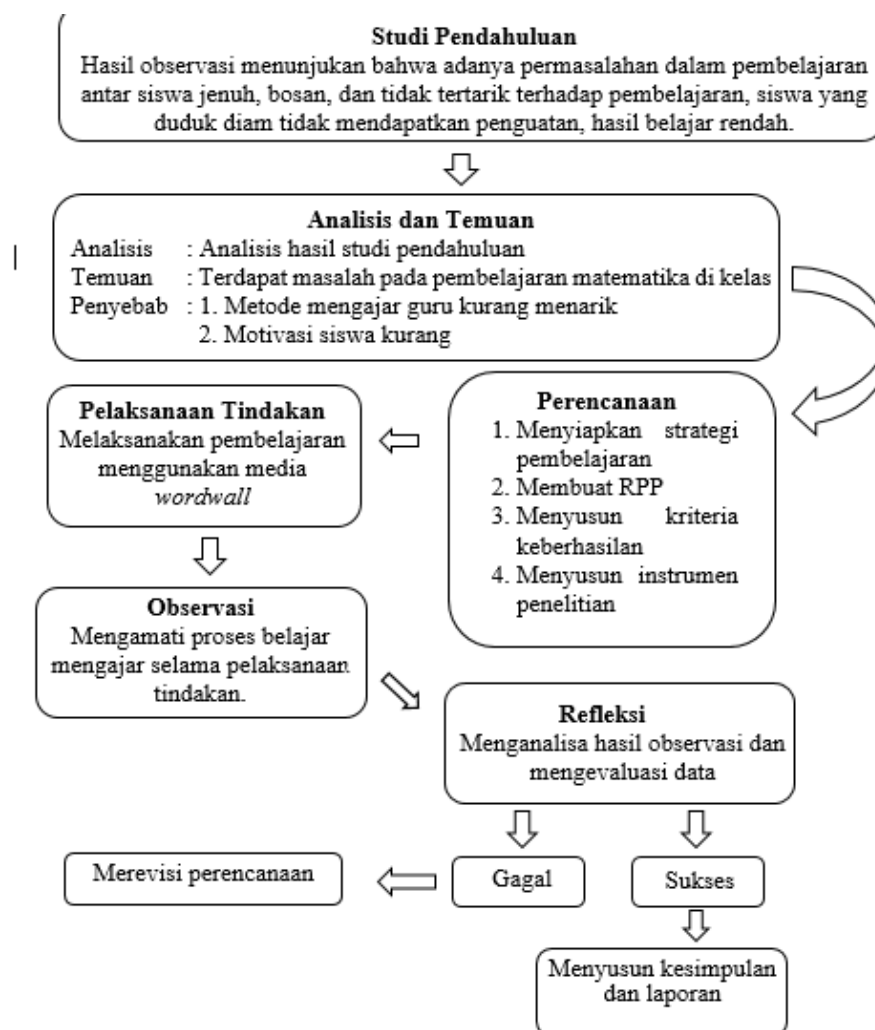 Studi Pendahuluan
Hasil observasi menunjukan bahwa adanya permasalahan dalam pembelajaran
antar siswa jenuh, bosan, dan tidak tertarik terhadap pembelajaran, siswa yang
duduk diam tidak mendapatkan penguatan, hasil belajar rendah.
Analisis dan Temuan
Analisis : Analisis hasil studi pendahuluan
Temuan : Terdapat masalah pada pembelajaran matematika di kelas
Penyebab : 1. Metode mengajar guru kurang menarik
2. Motivasi siswa kurang
Perencanaan
1. Menyiapkan strategi
pembelajaran
2. Membuat RPP
3. Menyusun kriteria
keberhasilan
4. Menyusun instrumen
penelitian
Pelaksanaan Tindakan
Melaksanakan pembelajaran
menggunakan media
wordwall
Observasi
Mengamati proses belajar
mengajar selama pelaksanaan
tindakan.
Refleksi
Menganalisa hasil observasi dan
mengevaluasi data
Gagal
Merevisi perencanaan
Sukses
Menyusun kesimpulan
dan laporan